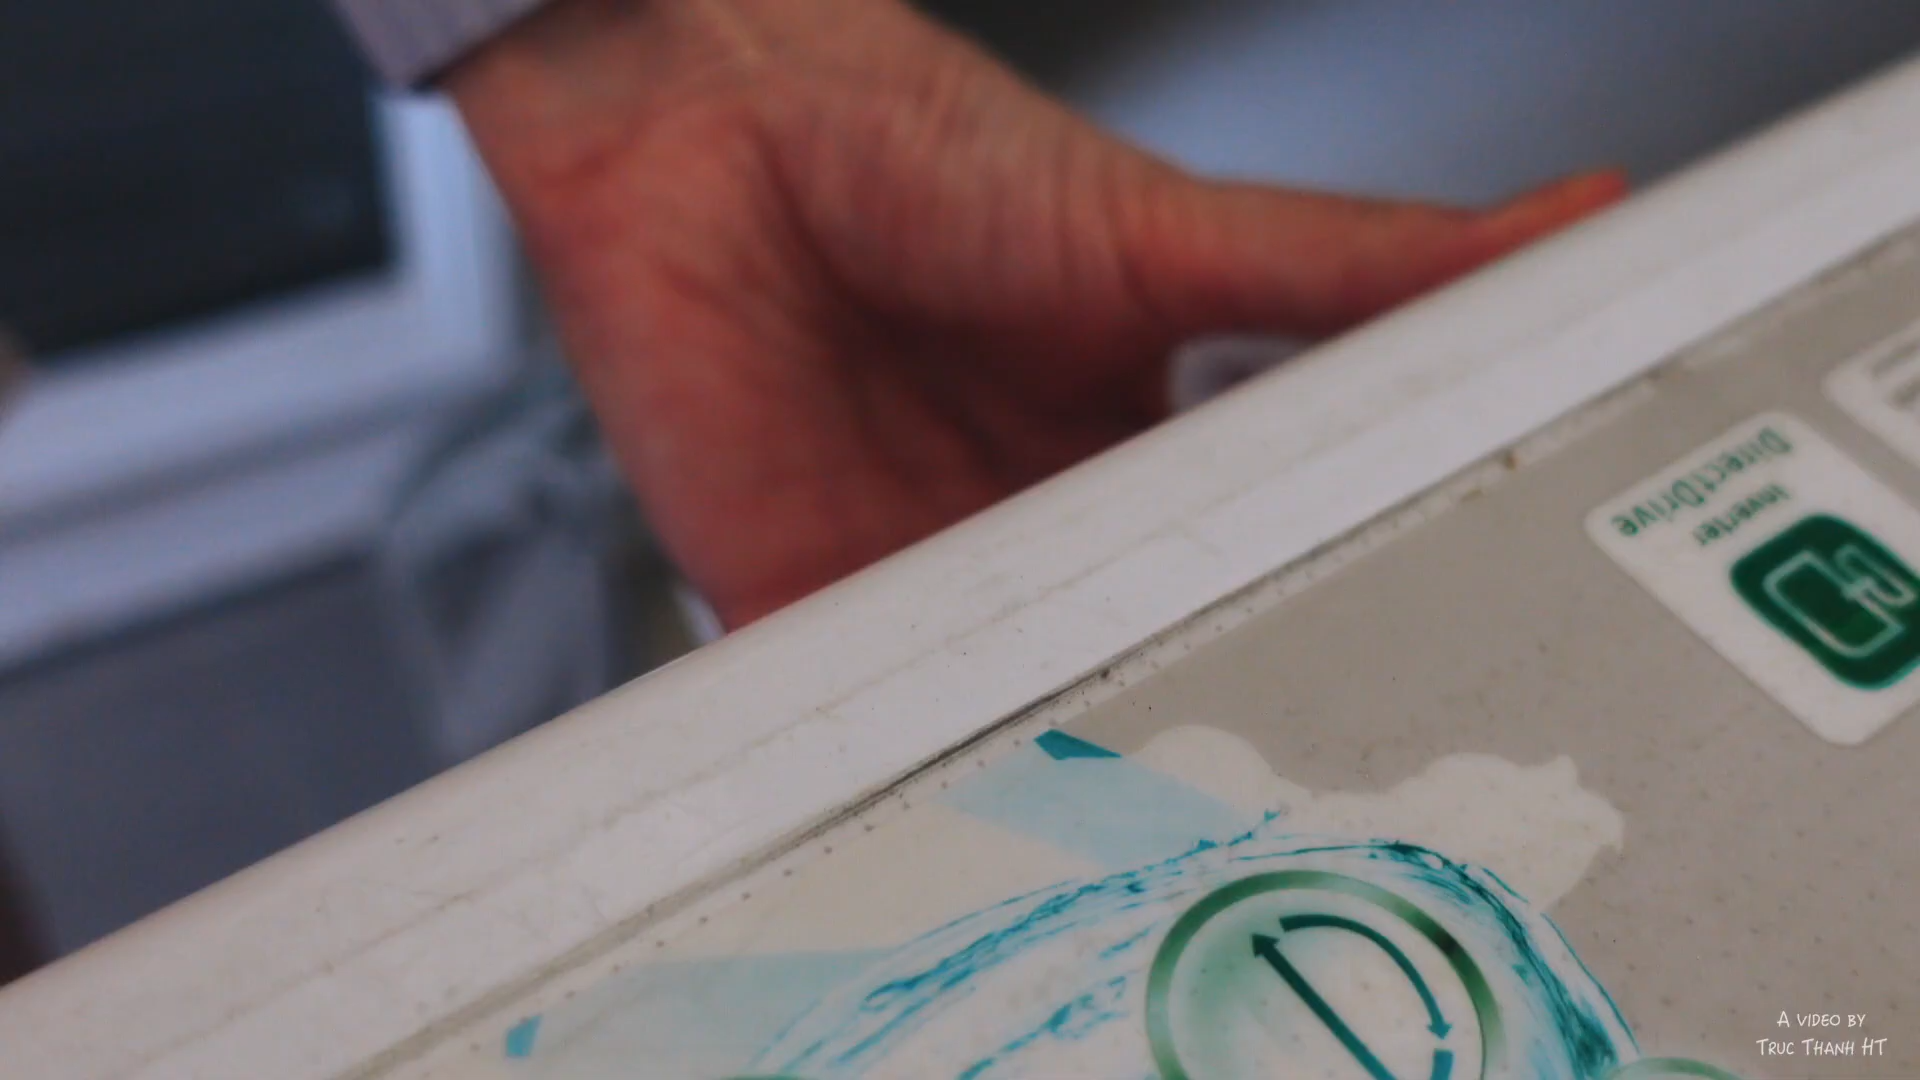 Inverter
DirectDrive
A VIDEO BY
TRUC THANH HT